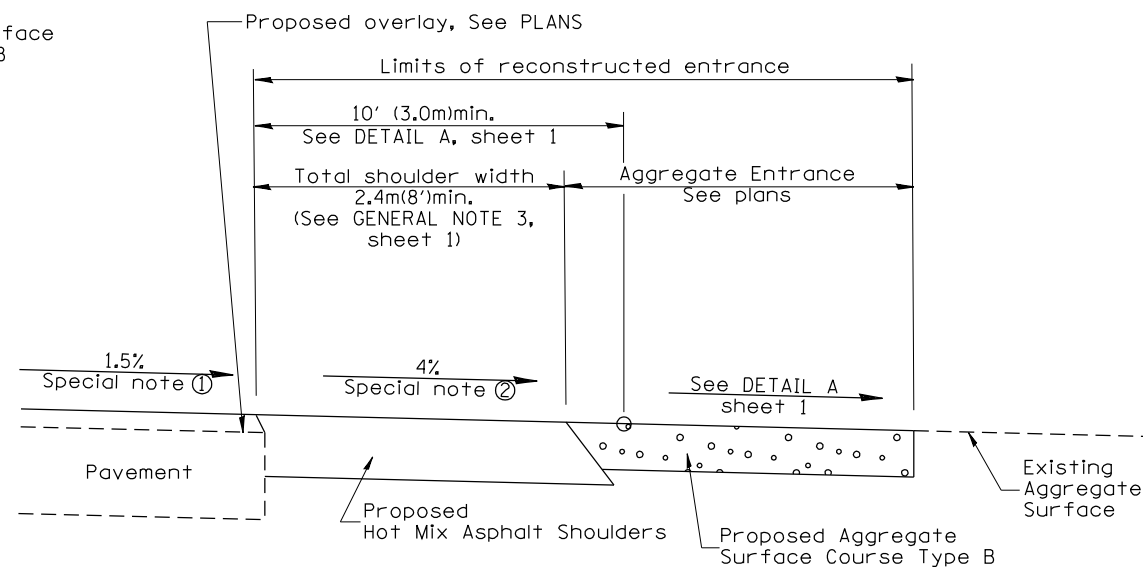 face
B
Proposed overlay, See PLANS
Limits of reconstructed entrance
10' (3.0m)min.
See DETAIL A, sheet 1
Total shoulder width
2.4m(8')min.
(See GENERAL NOTE 3,
sheet 1)
Aggregate Entrance
See plans
1.5%
Special note ①
4%
Special note ②
See DETAIL A
sheet 1
Pavement
Proposed
Hot Mix Asphalt Shoulders
Proposed Aggregate
Surface Course Type B
Existing
Aggregate
Surface